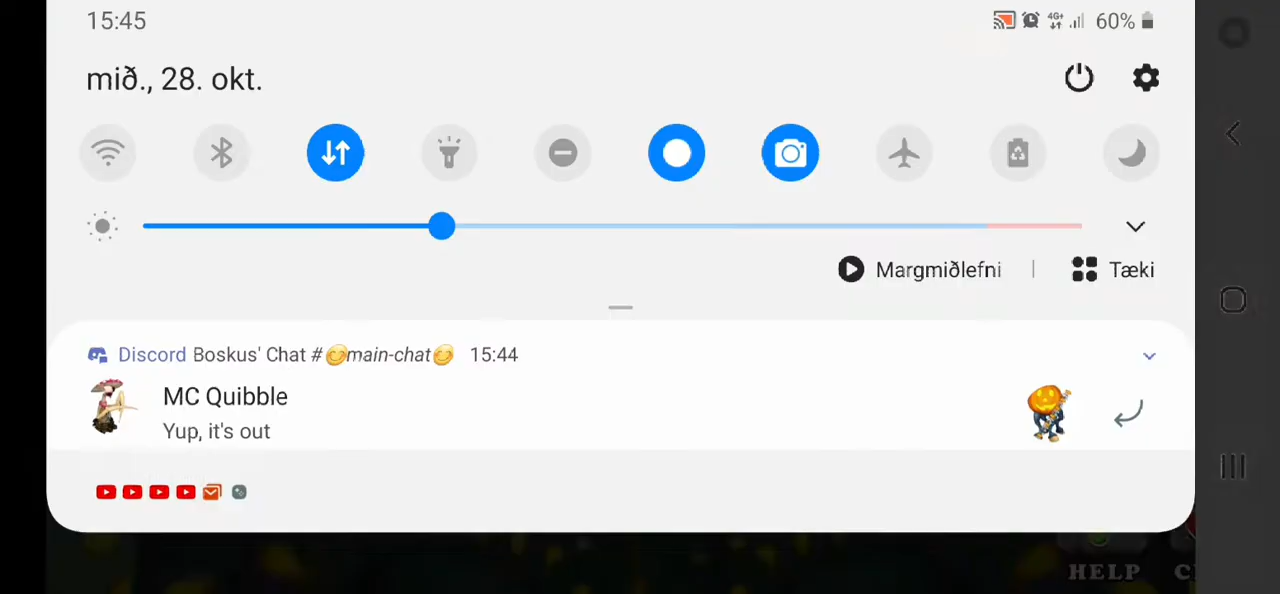 15:45
4G+ 60%
mið., 28. okt.
Margmiðlefni | Tæki
Discord Boskus' Chat #😊main-chat😊 15:44
MC Quibble
Yup, it's out
HELP